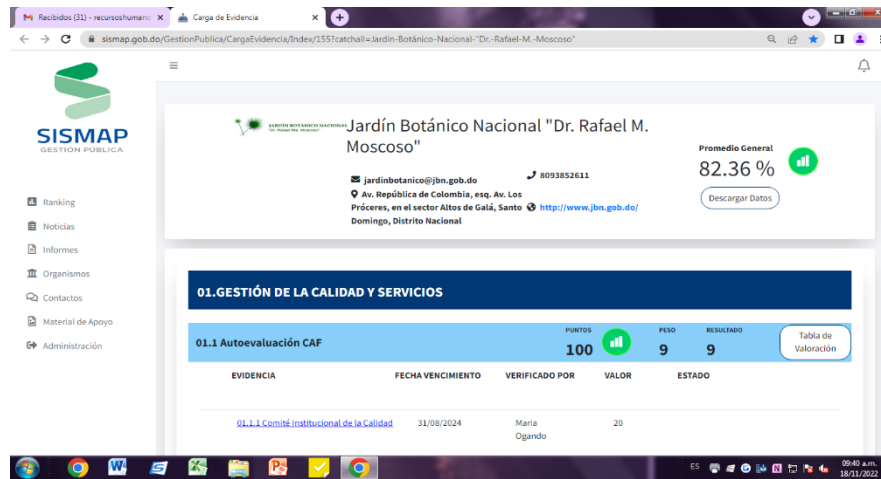 Recibidos (31) - recursoshumano
Carga de Evidencia
sismap.gob.do/GestionPublica/CargaEvidencia/Index/155?catchall=Jardín-Botánico-Nacional-"Dr.-Rafael-M.-Moscoso"
SISMAP
GESTIÓN PÚBLICA
Ranking
Noticias
Informes
Organismos
Contactos
Material de Apoyo
Administración
JARDÍN BOTÁNICO NACIONAL
Jardín Botánico Nacional "Dr. Rafael M.
Moscoso"
jardinbotanico@jbn.gob.do
Av. República de Colombia, esq. Av. Los
Próceres, en el sector Altos de Galá, Santo
Domingo, Distrito Nacional
8093852611
http://www.jbn.gob.do/
Promedio General
82.36 %
Descargar Datos
01.GESTIÓN DE LA CALIDAD Y SERVICIOS
01.1 Autoevaluación CAF
PUNTOS
100
PESO
9
RESULTADO
9
Tabla de
Valoración
EVIDENCIA FECHA VENCIMIENTO VERIFICADO POR VALOR ESTADO
01.1.1 Comité Institucional de la Calidad 31/08/2024 Maria 20
Ogando
ES
09:40 a.m.
18/11/2022